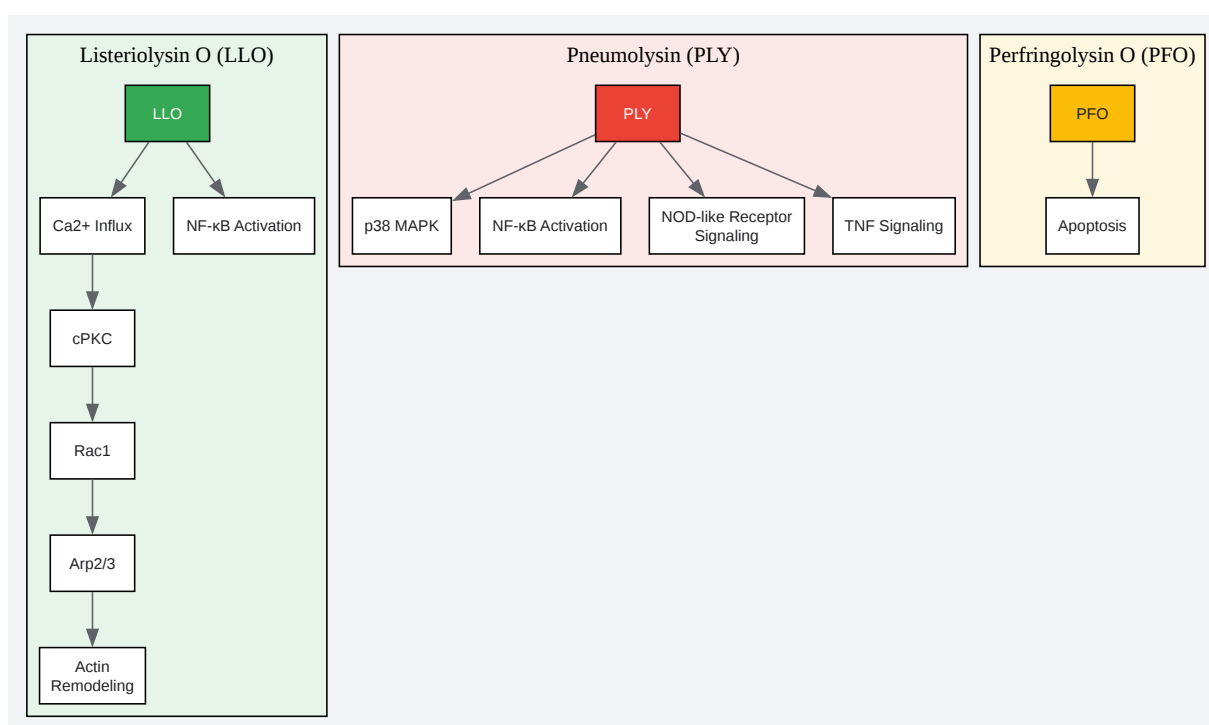 Listeriolysin O (LLO)
LLO
Ca2+ Influx
NF-κB Activation
cPKC
Rac1
Arp2/3
Actin
Remodeling
Pneumolysin (PLY)
PLY
p38 MAPK
NF-κB Activation
NOD-like Receptor
Signaling
TNF Signaling
Perfringolysin O (PFO)
PFO
Apoptosis